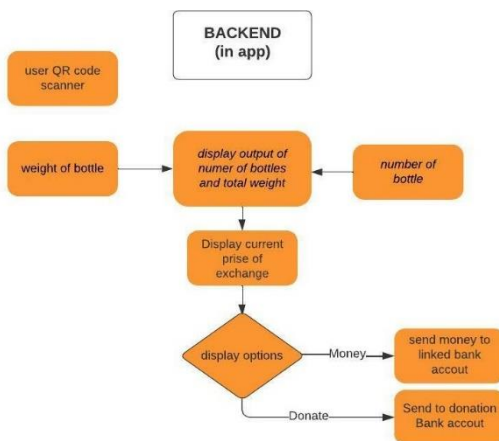 BACKEND
(in app)
user QR code
scanner
weight of bottle
display output of
numer of bottles
and total weight
number of
bottle
Display current
prise of
exchange
display options
Money
send money to
linked bank
accout
Donate
Send to donation
Bank accout